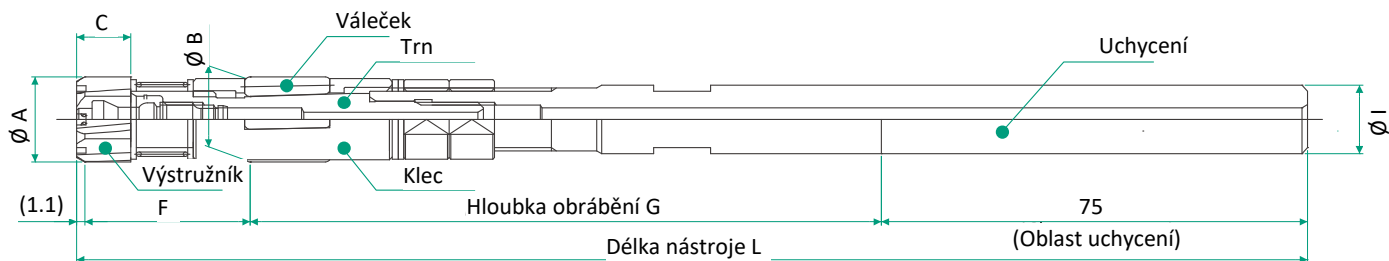 C
Váleček
Ø B
Trn
Uchycení
Ø A
Ø I
Výstružník
Klec
(1.1)
F
Hloubka obrábění G
75
(Oblast uchycení)
Délka nástroje L